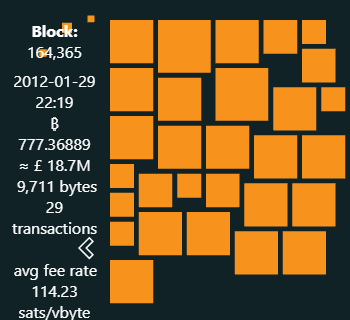 Block:
164,365
2012-01-29
22:19
₿
777.36889
≈ £ 18.7M
9,711 bytes
29
transactions
avg fee rate
114.23
sats/vbyte